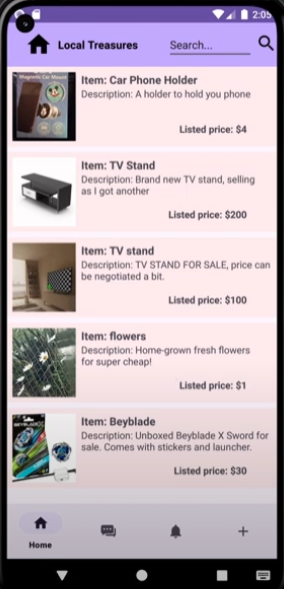 2:05
Local Treasures
Search...
Magnetic Car Mount
Item: Car Phone Holder
Description: A holder to hold you phone
Listed price: $4
Item: TV Stand
Description: Brand new TV stand, selling
as I got another
Listed price: $200
Item: TV stand
Description: TV STAND FOR SALE, price can
be negotiated a bit.
Listed price: $100
Item: flowers
Description: Home-grown fresh flowers
for super cheap!
Listed price: $1
BEYBLADE
Item: Beyblade
Description: Unboxed Beyblade X Sword for
sale. Comes with stickers and launcher.
Listed price: $30
Home